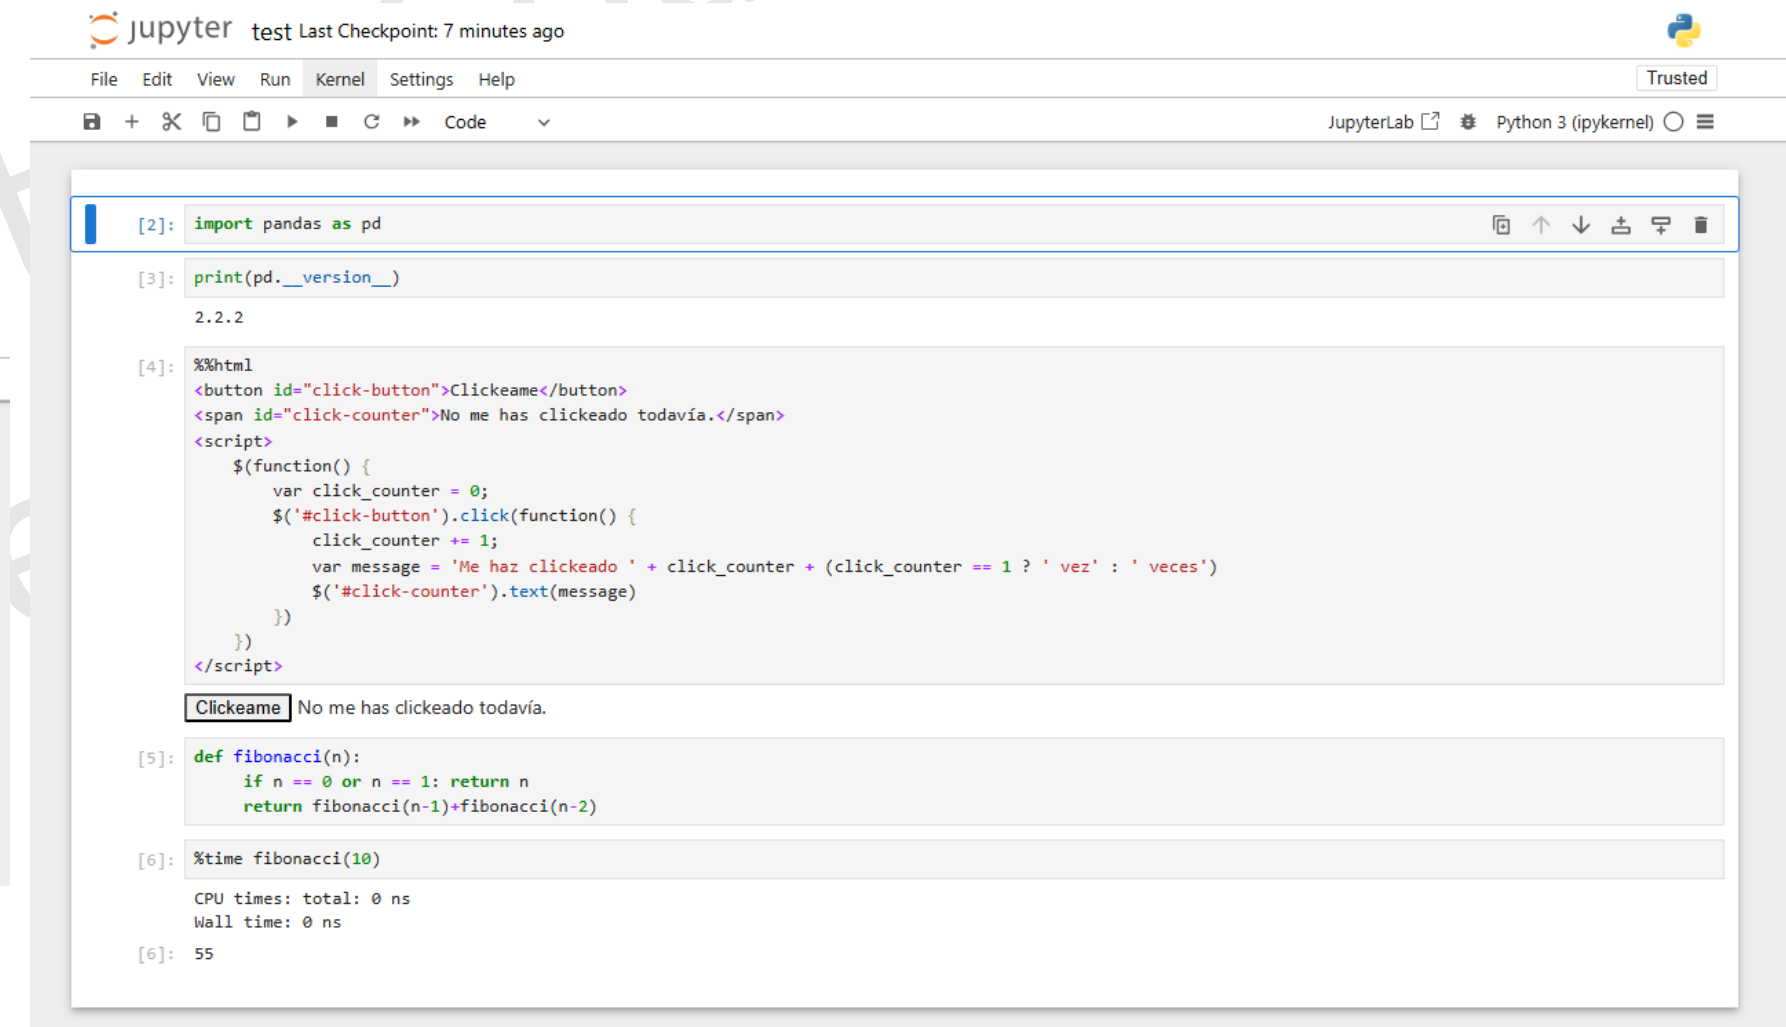 jupyter test Last Checkpoint: 7 minutes ago
File Edit View Run Kernel Settings Help Trusted
Code JupyterLab Python 3 (ipykernel)
[2]: import pandas as pd
[3]: print(pd.__version__)
2.2.2
[4]: %%html
<button id="click-button">Clickeame</button>
<span id="click-counter">No me has clickeado todavía.</span>
<script>
    $(function() {
        var click_counter = 0;
        $('#click-button').click(function() {
            click_counter += 1;
            var message = 'Me haz clickeado ' + click_counter + (click_counter == 1 ? ' vez' : ' veces')
            $('#click-counter').text(message)
        })
    })
</script>
Clickeame No me has clickeado todavía.
[5]: def fibonacci(n):
     if n == 0 or n == 1: return n
     return fibonacci(n-1)+fibonacci(n-2)
[6]: %time fibonacci(10)
CPU times: total: 0 ns
Wall time: 0 ns
[6]: 55